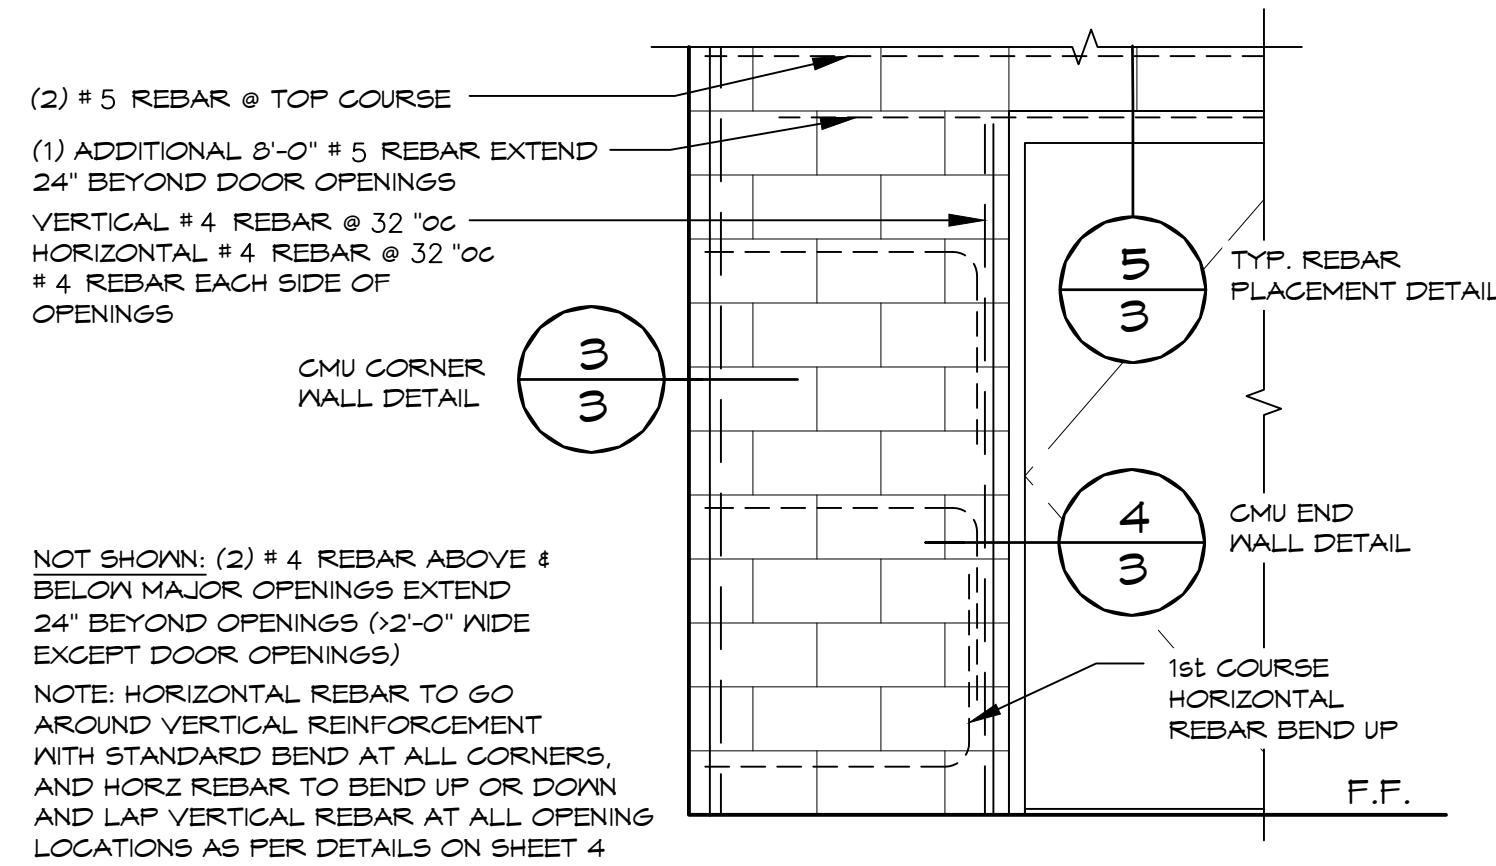 (2) # 5 REBAR @ TOP COURSE
(1) ADDITIONAL 8'-0" # 5 REBAR EXTEND
24" BEYOND DOOR OPENINGS
VERTICAL # 4 REBAR @ 32 "OC
HORIZONTAL # 4 REBAR @ 32 "OC
# 4 REBAR EACH SIDE OF
OPENINGS
5
3
TYP. REBAR
PLACEMENT DETAIL
CMU CORNER
WALL DETAIL
3
3
4
3
CMU END
WALL DETAIL
NOT SHOWN: (2) # 4 REBAR ABOVE &
BELOW MAJOR OPENINGS EXTEND
24" BEYOND OPENINGS (>2'-0" WIDE
EXCEPT DOOR OPENINGS)
NOTE: HORIZONTAL REBAR TO GO
AROUND VERTICAL REINFORCEMENT
WITH STANDARD BEND AT ALL CORNERS,
AND HORZ REBAR TO BEND UP OR DOWN
AND LAP VERTICAL REBAR AT ALL OPENING
LOCATIONS AS PER DETAILS ON SHEET 4
1st COURSE
HORIZONTAL
REBAR BEND UP
F.F.